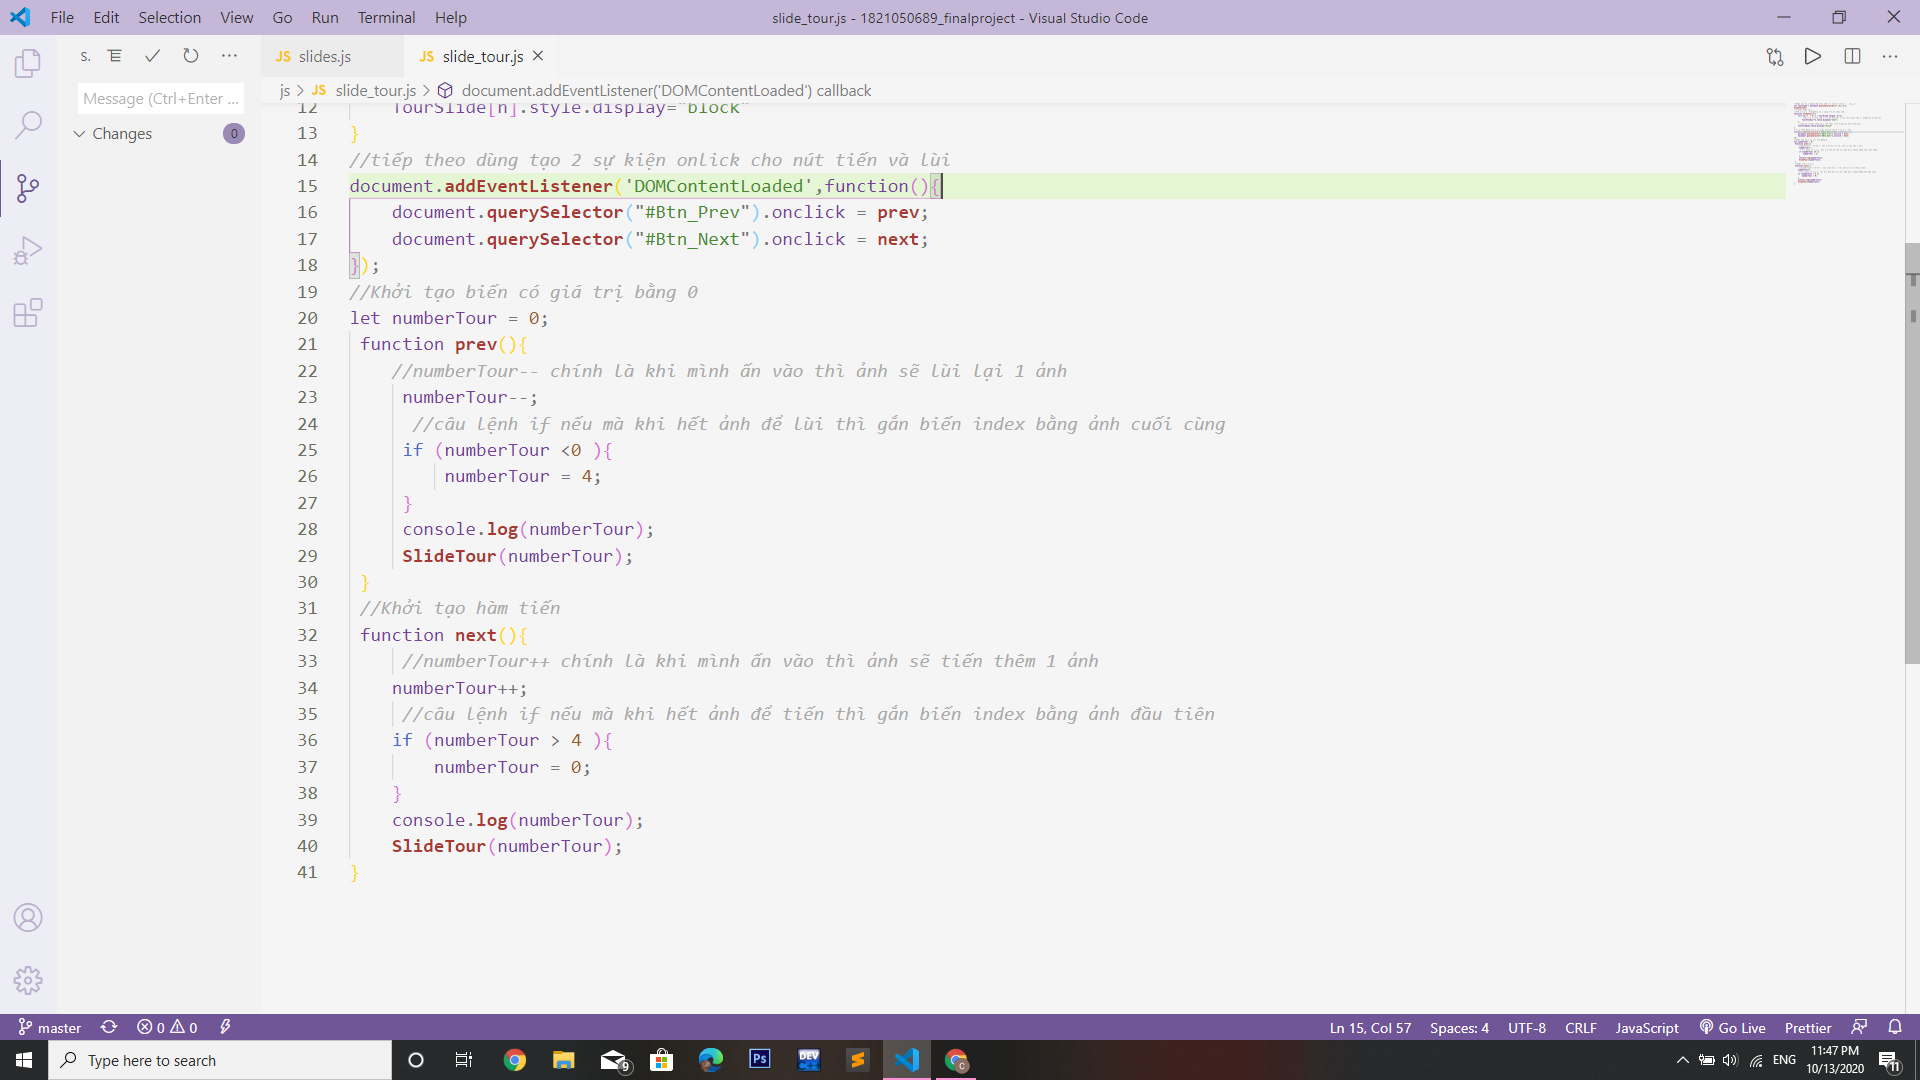 File Edit Selection View Go Run Terminal Help
slide_tour.js - 1821050689_finalproject - Visual Studio Code
S.
JS slides.js
JS slide_tour.js
Message (Ctrl+Enter ...
js > JS slide_tour.js > document.addEventListener('DOMContentLoaded') callback
Changes 0
12 TourSlide[n].style.display="block"
13 }
14 //tiếp theo dùng tạo 2 sự kiện onlick cho nút tiến và lùi
15 document.addEventListener('DOMContentLoaded',function(){
16 document.querySelector("#Btn_Prev").onclick = prev;
17 document.querySelector("#Btn_Next").onclick = next;
18 });
19 //Khởi tạo biến có giá trị bằng 0
20 let numberTour = 0;
21 function prev(){
22 //numberTour-- chính là khi mình ấn vào thì ảnh sẽ lùi lại 1 ảnh
23 numberTour--;
24 //câu lệnh if nếu mà khi hết ảnh để lùi thì gắn biến index bằng ảnh cuối cùng
25 if (numberTour <0 ){
26 numberTour = 4;
27 }
28 console.log(numberTour);
29 SlideTour(numberTour);
30 }
31 //Khởi tạo hàm tiến
32 function next(){
33 //numberTour++ chính là khi mình ấn vào thì ảnh sẽ tiến thêm 1 ảnh
34 numberTour++;
35 //câu lệnh if nếu mà khi hết ảnh để tiến thì gắn biến index bằng ảnh đầu tiên
36 if (numberTour > 4 ){
37 numberTour = 0;
38 }
39 console.log(numberTour);
40 SlideTour(numberTour);
41 }
master 0 0
Ln 15, Col 57 Spaces: 4 UTF-8 CRLF JavaScript Go Live Prettier
Type here to search
9
Ps
DEV
C
ENG
11:47 PM
10/13/2020
11